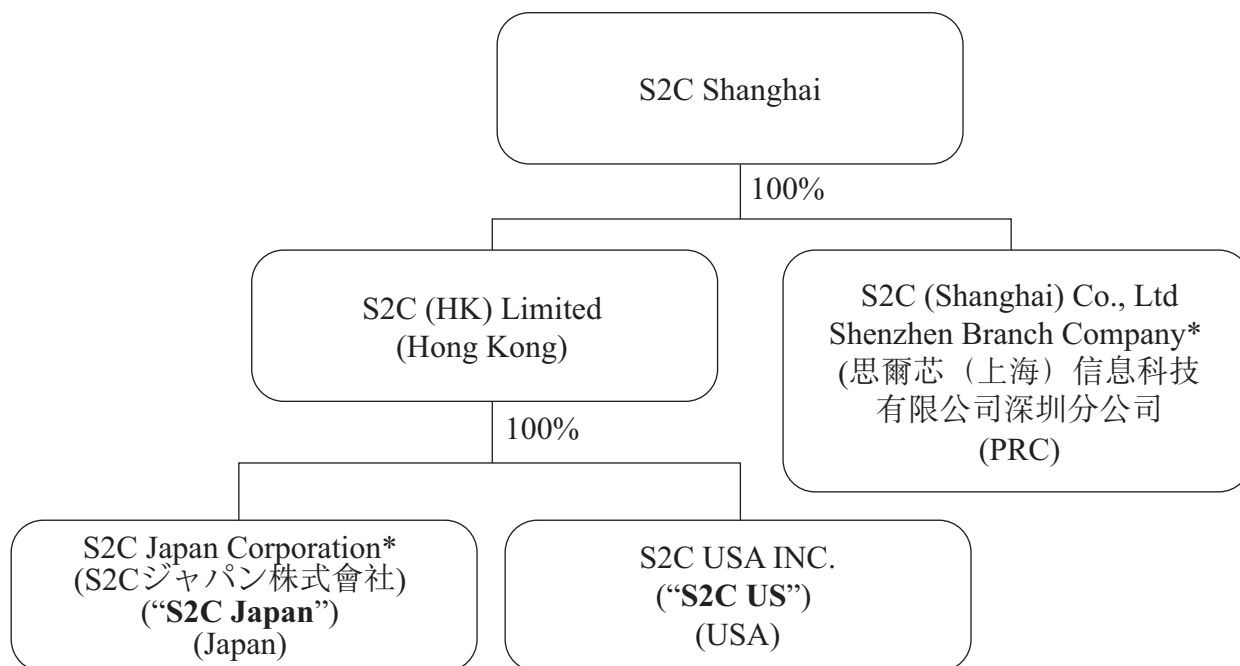 S2C Shanghai
100%
S2C (HK) Limited
(Hong Kong)
S2C (Shanghai) Co., Ltd
Shenzhen Branch Company*
(思爾芯（上海）信息科技
有限公司深圳分公司
(PRC)
100%
S2C Japan Corporation*
(S2Cジャパン株式會社)
(“S2C Japan”)
(Japan)
S2C USA INC.
(“S2C US”)
(USA)